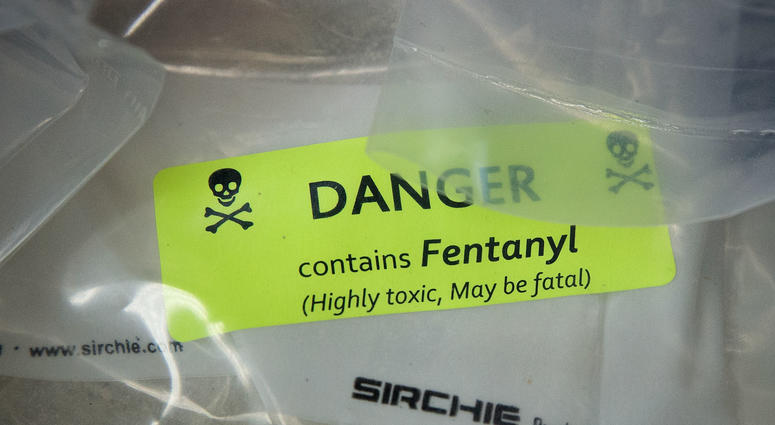 DANGER
contains Fentanyl
(Highly toxic, May be fatal)
www.sirchie.com
SIRCHIE